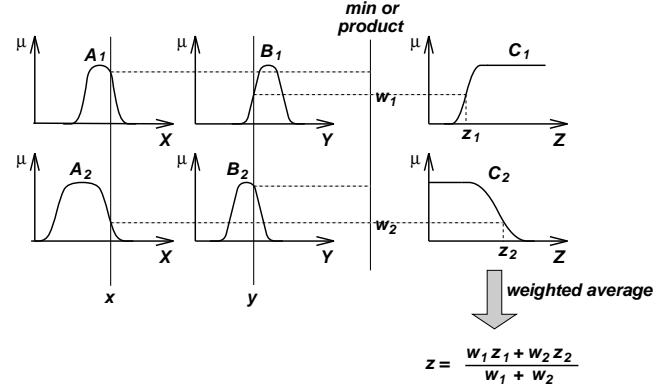 min or
product
μ A₁ μ B₁ μ C₁
w₁
X Y z₁ Z
μ A₂ μ B₂ μ C₂
w₂
X Y z₂ Z
x y
weighted average
z = (w₁ z₁ + w₂ z₂) / (w₁ + w₂)